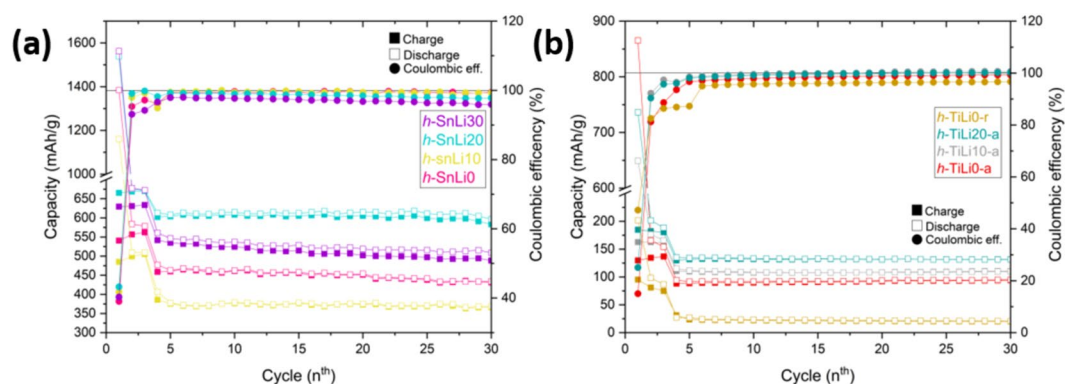 (a)
1600
1400
1200
1000
650
600
550
500
450
400
350
300
Capacity (mAh/g)
0 5 10 15 20 25 30
Cycle (nth)
120
100
80
60
40
Coulombic efficency (%)
Charge
Discharge
Coulombic eff.
h-SnLi30
h-SnLi20
h-snLi10
h-SnLi0
(b)
900
800
700
600
200
150
100
50
0
Capacity (mAh/g)
0 5 10 15 20 25 30
Cycle (nth)
120
100
80
60
40
20
0
Coulombic efficency (%)
h-TiLi0-r
h-TiLi20-a
h-TiLi10-a
h-TiLi0-a
Charge
Discharge
Coulombic eff.